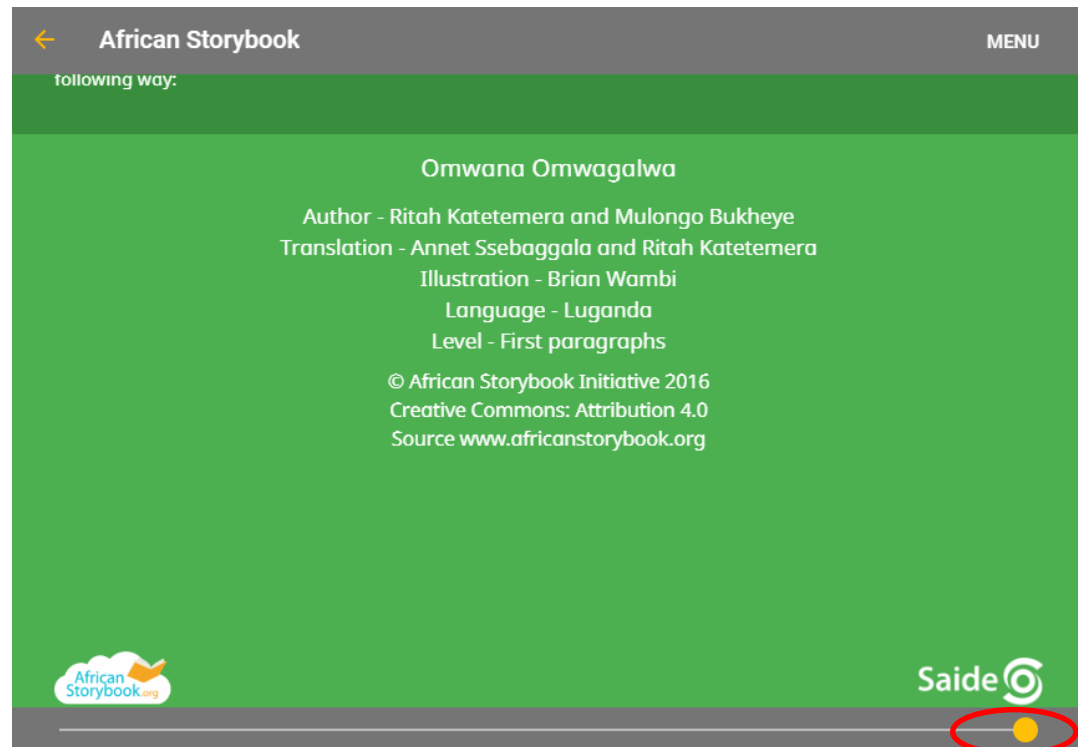 African Storybook
MENU
following way:
Omwana Omwagalwa
Author - Ritah Katetemera and Mulongo Bukheye
Translation - Annet Ssebaggala and Ritah Katetemera
Illustration - Brian Wambi
Language - Luganda
Level - First paragraphs
© African Storybook Initiative 2016
Creative Commons: Attribution 4.0
Source www.africanstorybook.org
African
Storybook.org
Saide